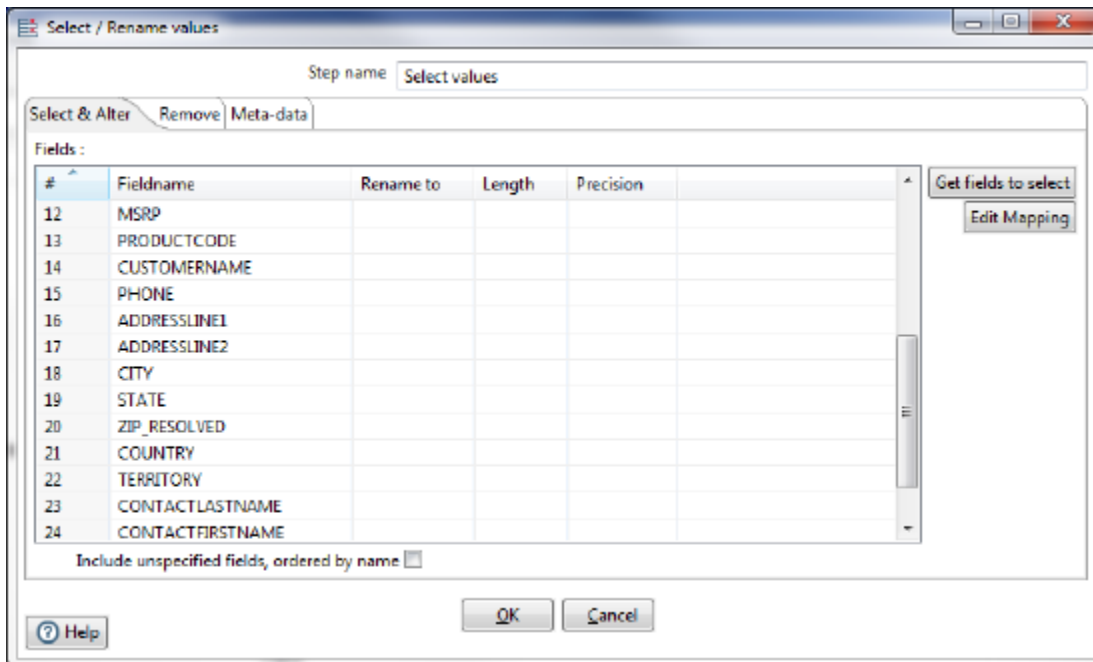 Select / Rename values
Step name Select values
Select & Alter Remove Meta-data
Fields :
# Fieldname Rename to Length Precision
Get fields to select
12 MSRP
Edit Mapping
13 PRODUCTCODE
14 CUSTOMERNAME
15 PHONE
16 ADDRESSLINE1
17 ADDRESSLINE2
18 CITY
19 STATE
20 ZIP_RESOLVED
21 COUNTRY
22 TERRITORY
23 CONTACTLASTNAME
24 CONTACTFIRSTNAME
Include unspecified fields, ordered by name
OK Cancel
Help